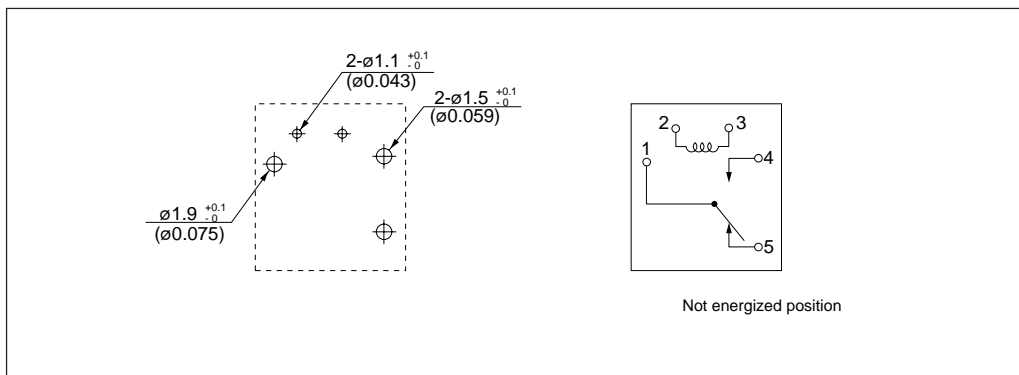 2-ø1.1 +0.1 - 0
(ø0.043)
2-ø1.5 +0.1 - 0
(ø0.059)
ø1.9 +0.1 - 0
(ø0.075)
2
3
1
4
5
Not energized position